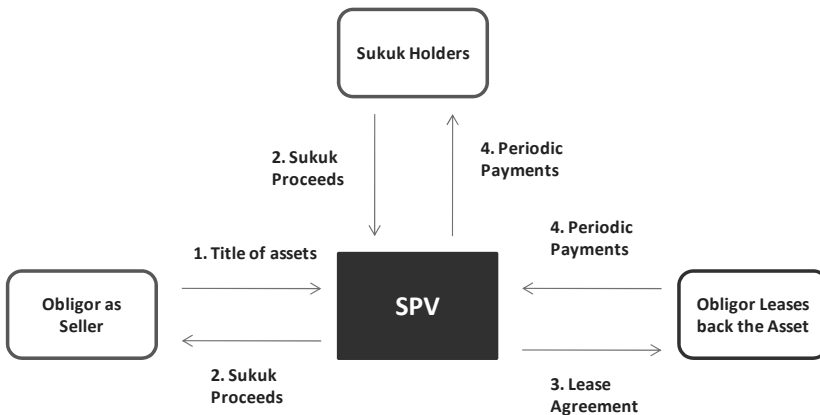 Sukuk Holders
2. Sukuk
Proceeds
4. Periodic
Payments
4. Periodic
Payments
1. Title of assets
Obligor as
Seller
SPV
Obligor Leases
back the Asset
2. Sukuk
Proceeds
3. Lease
Agreement